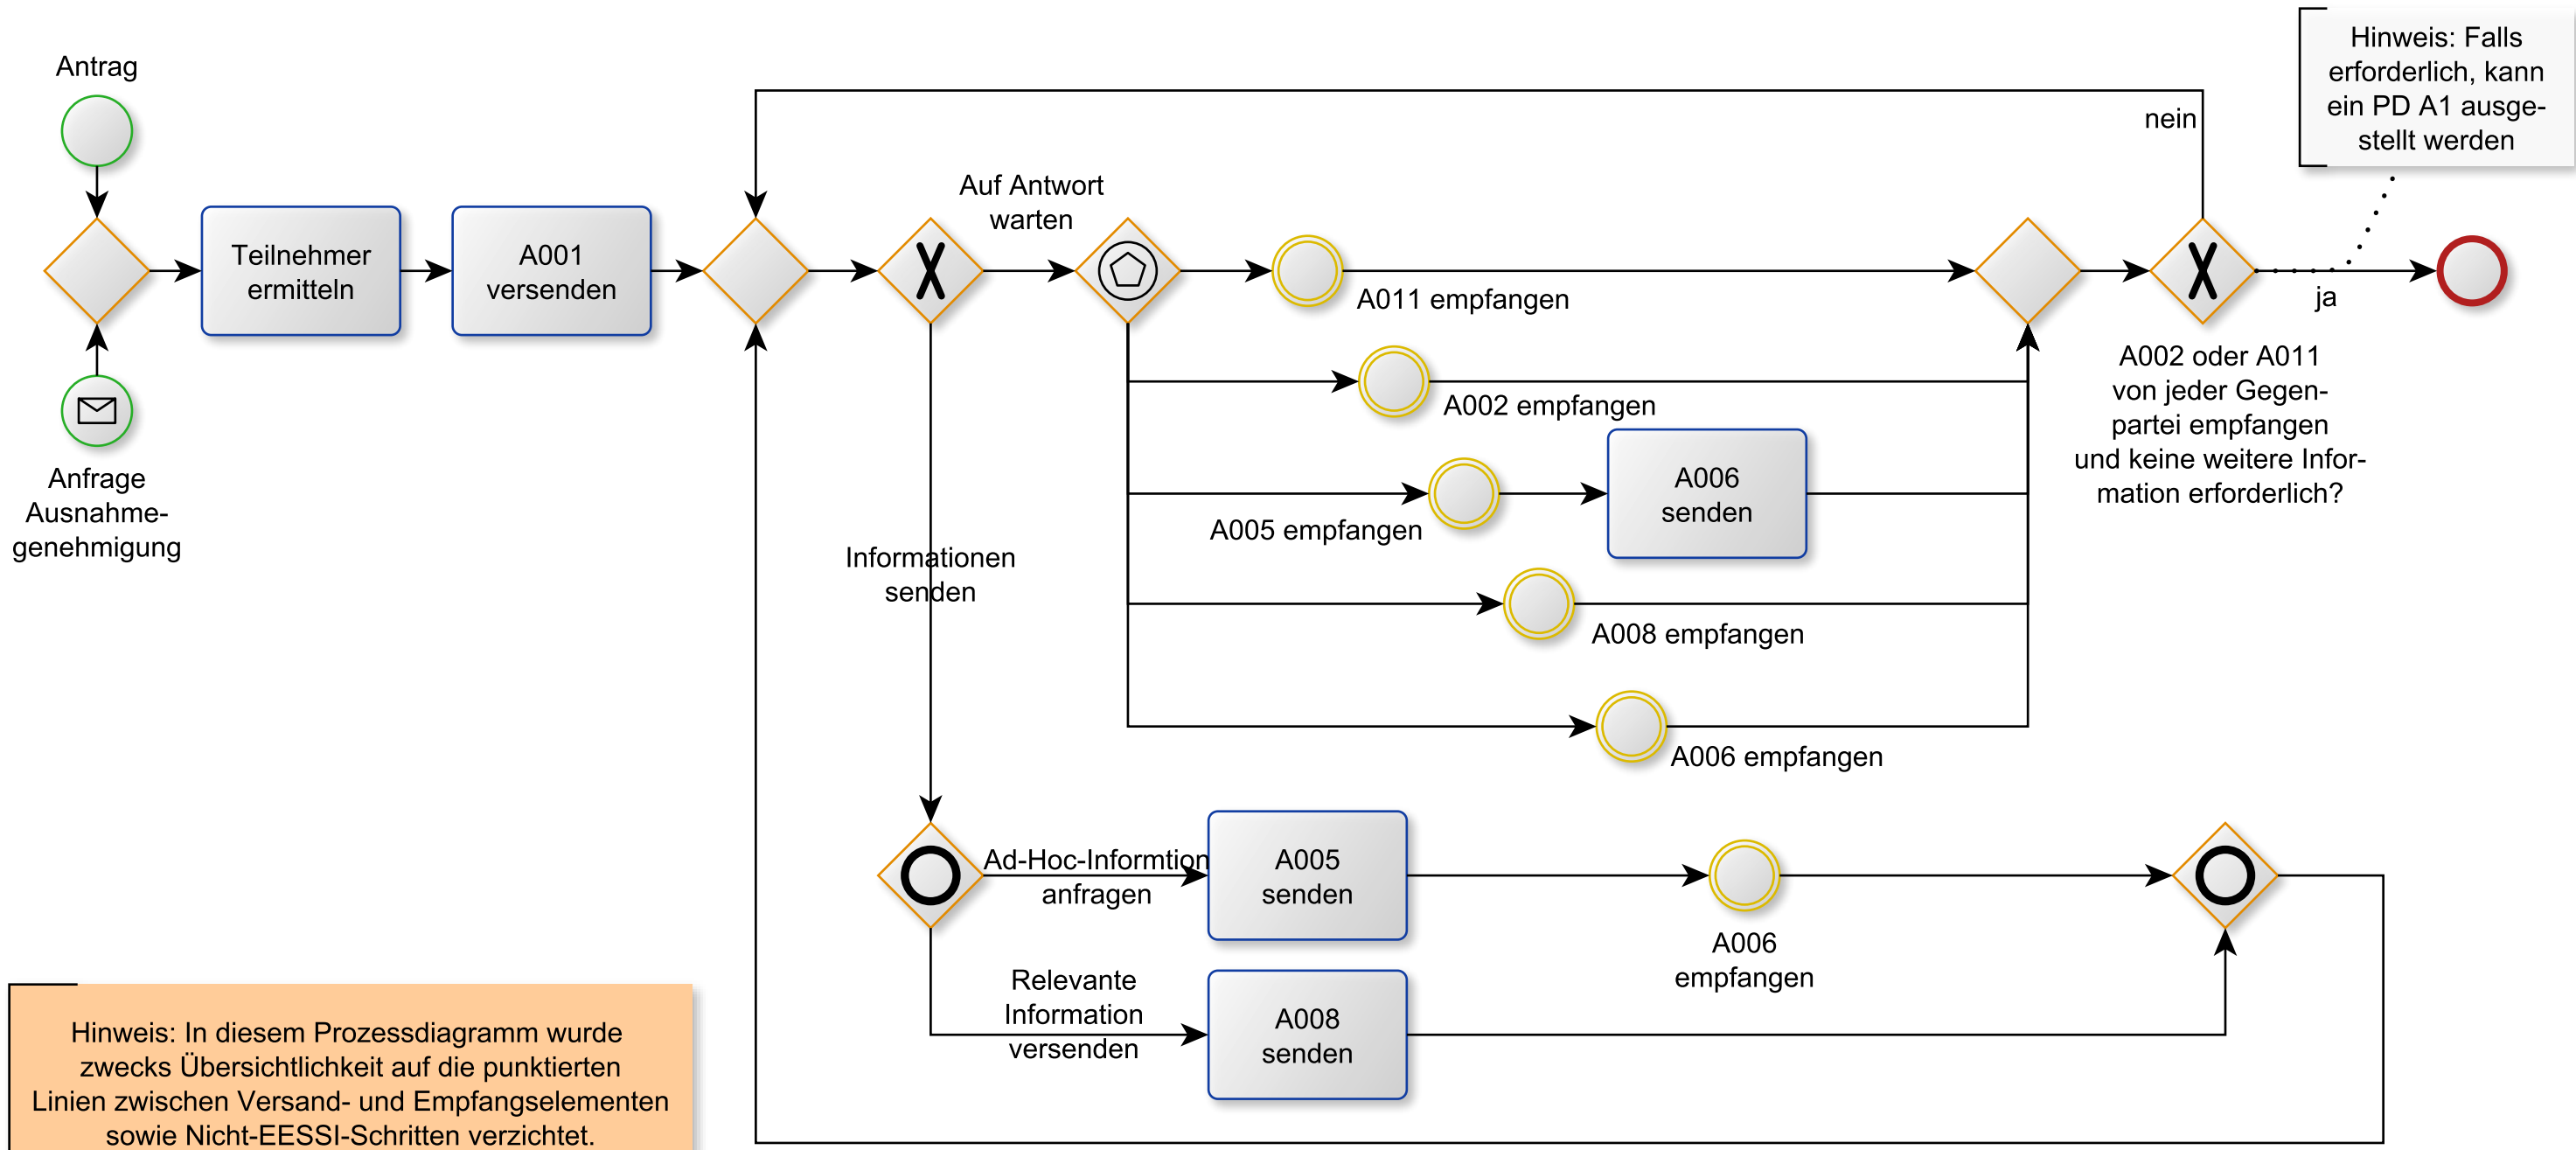 Antrag
Teilnehmer
ermitteln
A001
versenden
Anfrage
Ausnahme-
genehmigung
Auf Antwort
warten
A011 empfangen
A002 empfangen
A005 empfangen
A006
senden
A008 empfangen
A006 empfangen
nein
Hinweis: Falls
erforderlich, kann
ein PD A1 ausge-
stellt werden
ja
A002 oder A011
von jeder Gegen-
partei empfangen
und keine weitere Infor-
mation erforderlich?
Informationen
senden
Ad-Hoc-Informtion
anfragen
A005
senden
A006
empfangen
Relevante
Information
versenden
A008
senden
Hinweis: In diesem Prozessdiagramm wurde
zwecks Übersichtlichkeit auf die punktierten
Linien zwischen Versand- und Empfangselementen
sowie Nicht-EESSI-Schritten verzichtet.